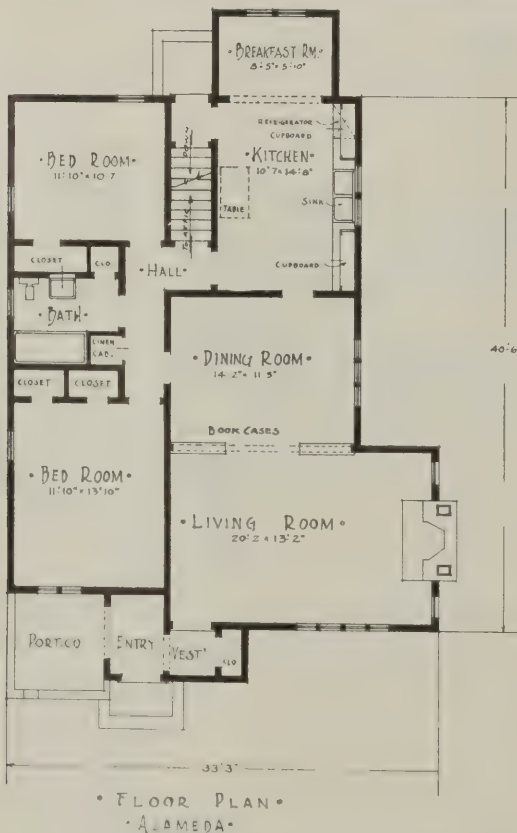 • BREAKFAST RM. •
8'-5" x 5'-10"
REFRIGERATOR
CUPBOARD
• KITCHEN •
10'-7" x 14'-8"
DOWN
• BED ROOM •
11'-10" x 10'-7
TABLE
SINK
TO ATTIC
CLOSET
CLO
• HALL •
CUPBOARD
• BATH •
LINEN
CAB.
• DINING ROOM •
14'-2" x 11'-5"
40'-6
CLOSET
CLOSET
BOOK CASES
• BED ROOM •
11'-10" x 13'-10"
• LIVING ROOM •
20'-2 x 13'-2"
PORTICO
ENTRY
VEST'
CLO
33'-3"
• FLOOR PLAN •
• ALAMEDA •